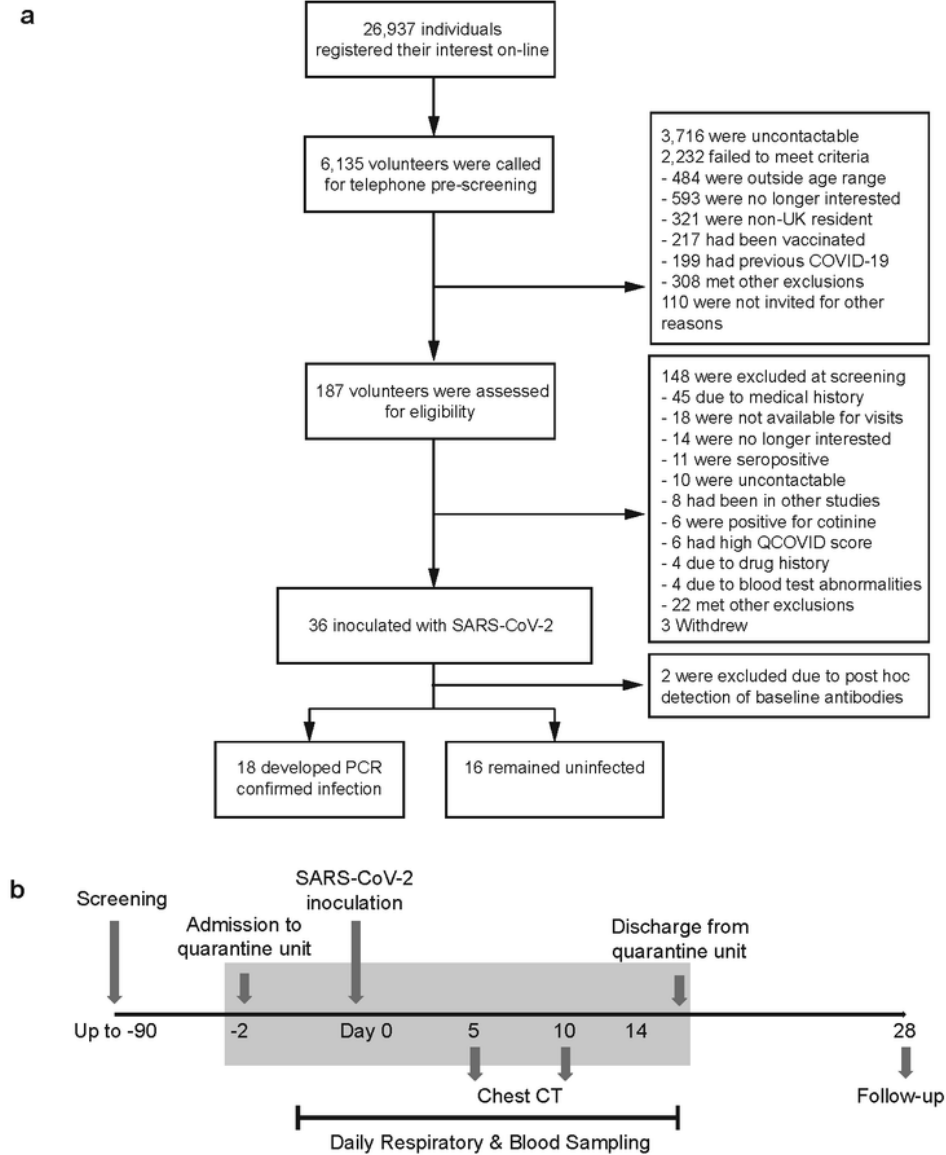 a
26,937 individuals
registered their interest on-line
6,135 volunteers were called
for telephone pre-screening
3,716 were uncontactable
2,232 failed to meet criteria
- 484 were outside age range
- 593 were no longer interested
- 321 were non-UK resident
- 217 had been vaccinated
- 199 had previous COVID-19
- 308 met other exclusions
110 were not invited for other
reasons
187 volunteers were assessed
for eligibility
148 were excluded at screening
- 45 due to medical history
- 18 were not available for visits
- 14 were no longer interested
- 11 were seropositive
- 10 were uncontactable
- 8 had been in other studies
- 6 were positive for cotinine
- 6 had high QCOVID score
- 4 due to drug history
- 4 due to blood test abnormalities
- 22 met other exclusions
3 Withdrew
36 inoculated with SARS-CoV-2
2 were excluded due to post hoc
detection of baseline antibodies
18 developed PCR
confirmed infection
16 remained uninfected
b
Screening
Admission to
quarantine unit
SARS-CoV-2
inoculation
Discharge from
quarantine unit
Up to -90 -2 Day 0 5 10 14 28
Chest CT
Follow-up
Daily Respiratory & Blood Sampling